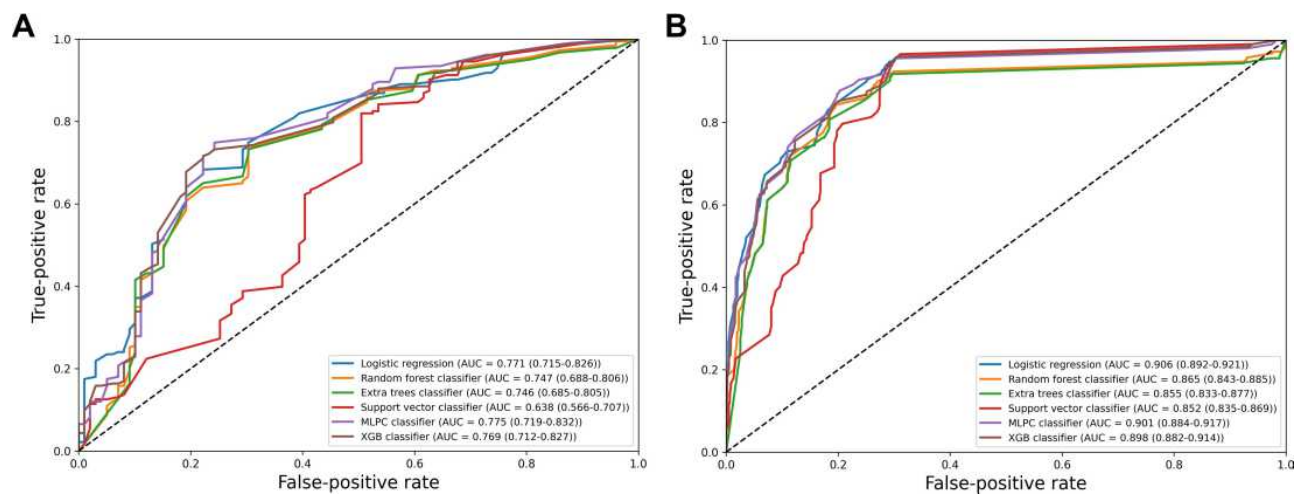 A
1.0
0.8
0.6
0.4
0.2
0.0
True-positive rate
0.0
0.2
0.4
0.6
0.8
1.0
False-positive rate
Logistic regression (AUC = 0.771 (0.715-0.826))
Random forest classifier (AUC = 0.747 (0.688-0.806))
Extra trees classifier (AUC = 0.746 (0.685-0.805))
Support vector classifier (AUC = 0.638 (0.566-0.707))
MLPC classifier (AUC = 0.775 (0.719-0.832))
XGB classifier (AUC = 0.769 (0.712-0.827))
B
1.0
0.8
0.6
0.4
0.2
0.0
True-positive rate
0.0
0.2
0.4
0.6
0.8
1.0
False-positive rate
Logistic regression (AUC = 0.906 (0.892-0.921))
Random forest classifier (AUC = 0.865 (0.843-0.885))
Extra trees classifier (AUC = 0.855 (0.833-0.877))
Support vector classifier (AUC = 0.852 (0.835-0.869))
MLPC classifier (AUC = 0.901 (0.884-0.917))
XGB classifier (AUC = 0.898 (0.882-0.914))